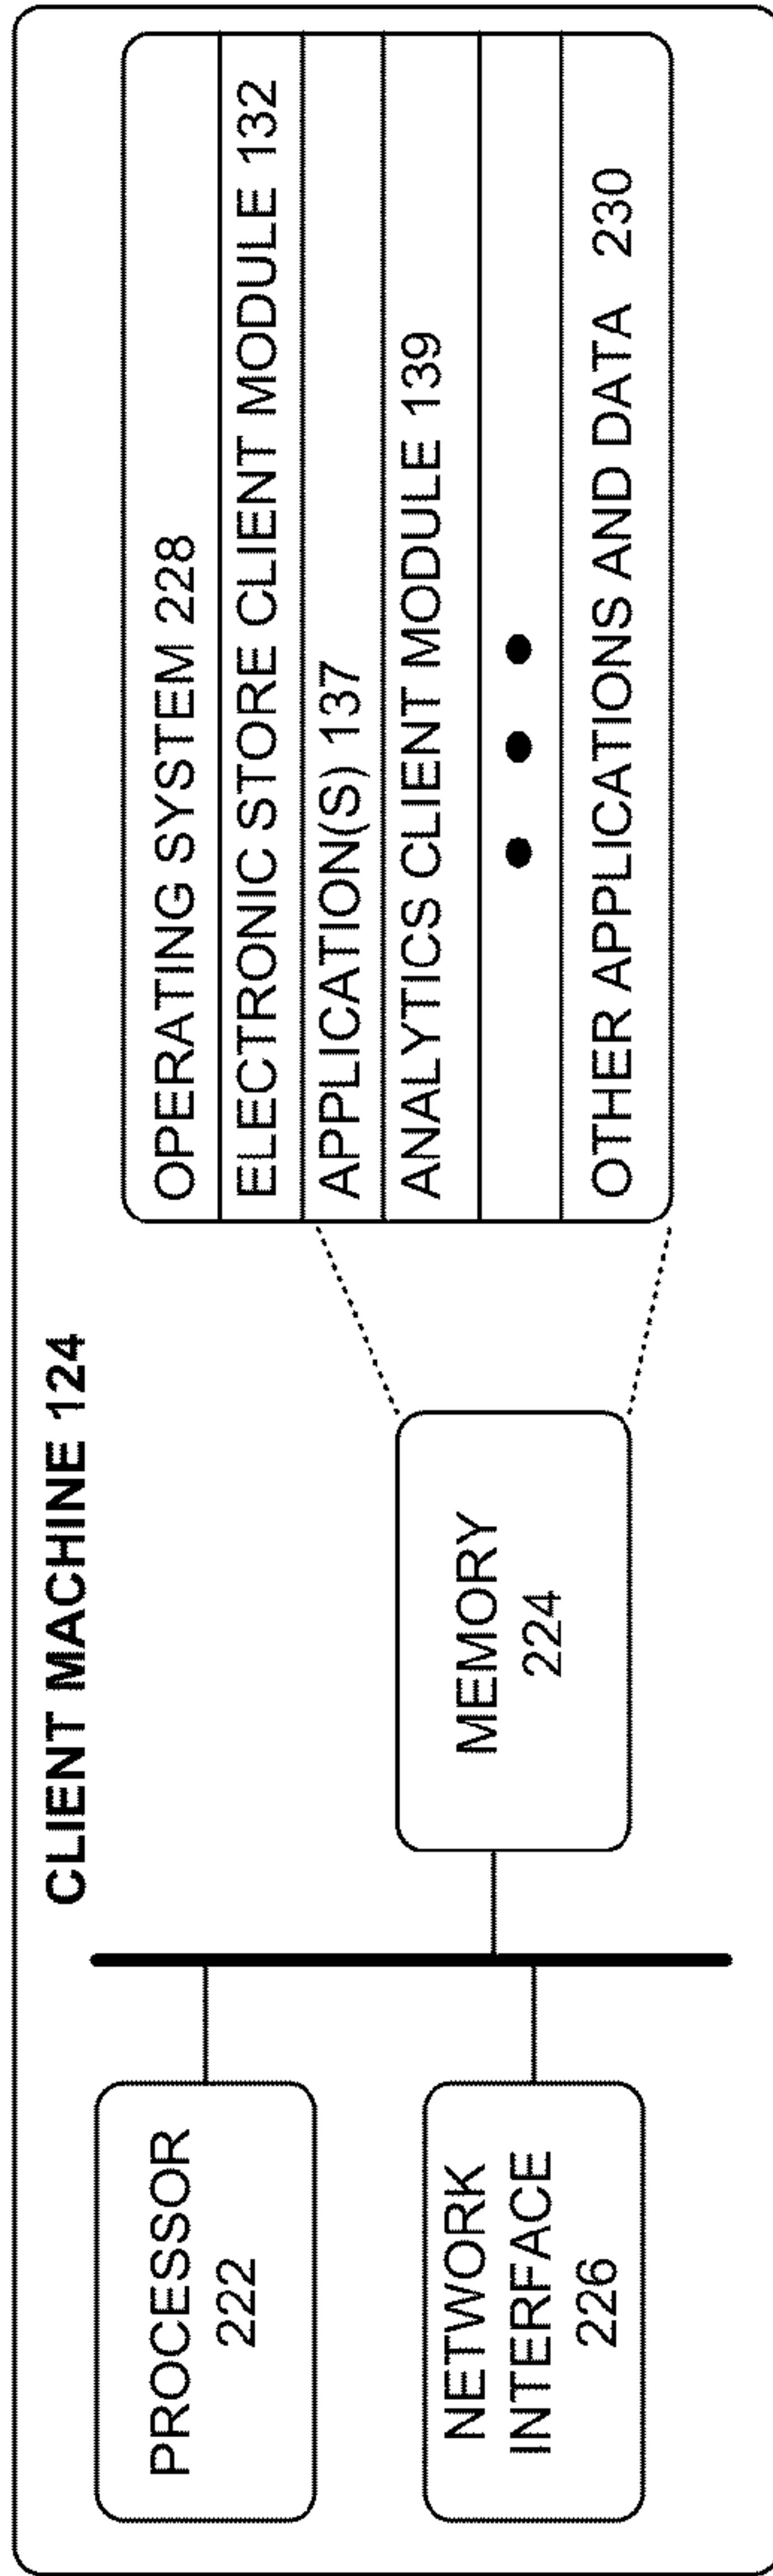 CLIENT MACHINE 124
PROCESSOR
222
NETWORK
INTERFACE
226
MEMORY
224
OPERATING SYSTEM 228
ELECTRONIC STORE CLIENT MODULE 132
APPLICATION(S) 137
ANALYTICS CLIENT MODULE 139
OTHER APPLICATIONS AND DATA 230